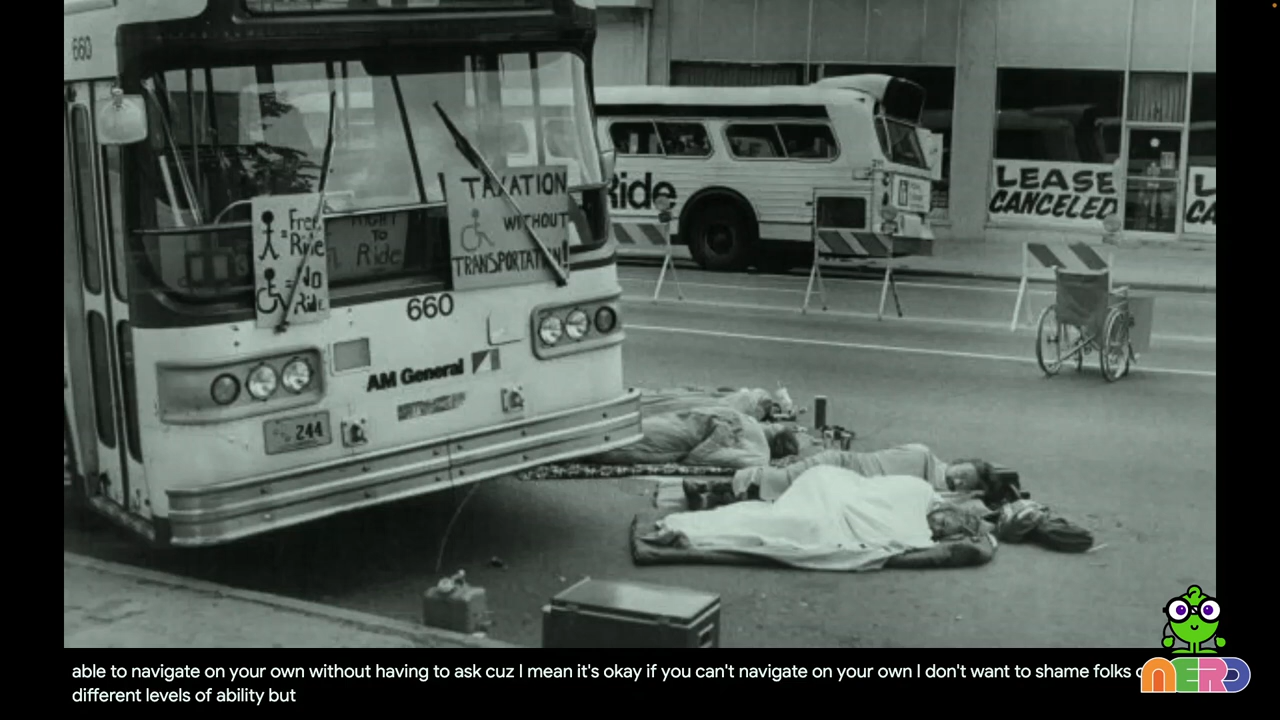 660
= Free
Ride
= No
Ride
RIGHT
To
Ride
TAXATION
WITHOUT
TRANSPORTATION!
660
AM General
244
Ride
LEASE
CANCELED
L
CA
able to navigate on your own without having to ask cuz I mean it's okay if you can't navigate on your own I don't want to shame folks
different levels of ability but
NERD